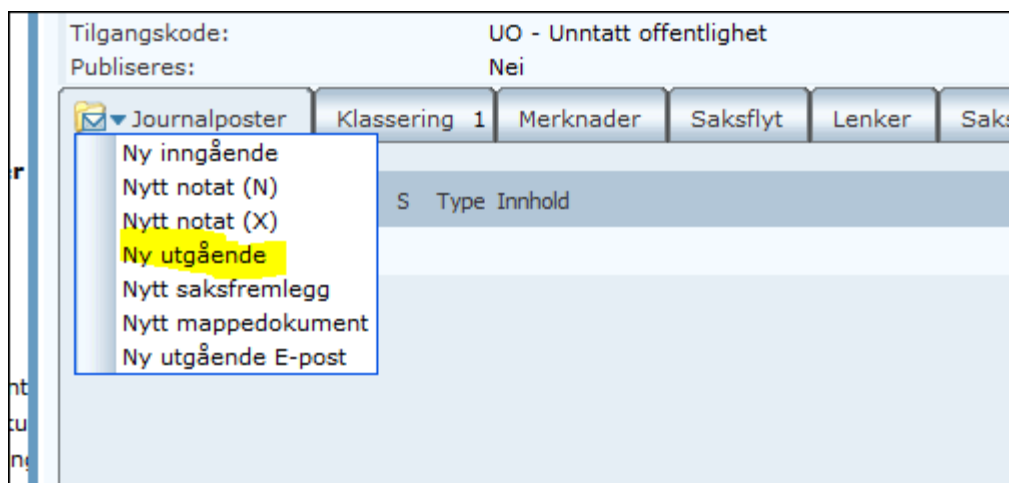 Tilgangskode: UO - Unntatt offentlighet
Publiseres: Nei
Journalposter Klassering 1 Merknader Saksflyt Lenker Saks
Ny inngående
Nytt notat (N)
Nytt notat (X)
S Type Innhold
Ny utgående
Nytt saksfremlegg
Nytt mappedokument
Ny utgående E-post